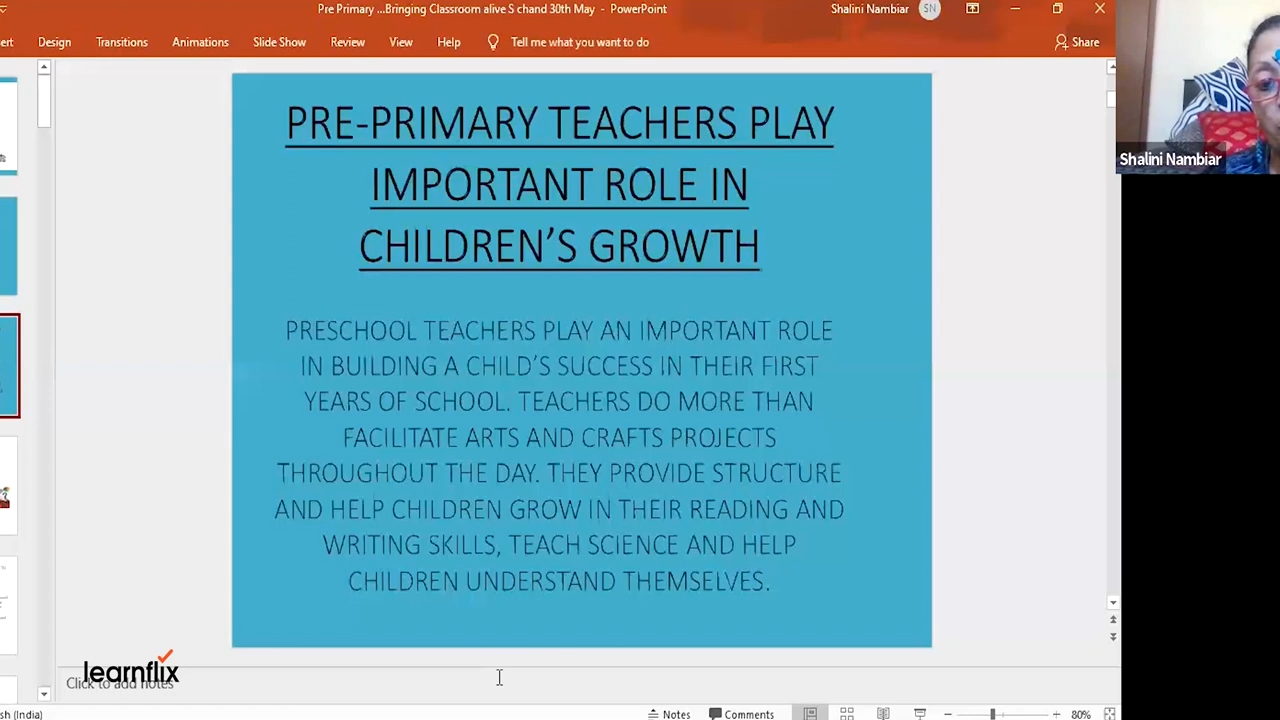 Pre Primary ...Bringing Classroom alive S chand 30th May - PowerPoint
Shalini Nambiar
SN
Design
Transitions
Animations
Slide Show
Review
View
Help
Tell me what you want to do
Share
PRE-PRIMARY TEACHERS PLAY
IMPORTANT ROLE IN
CHILDREN'S GROWTH
PRESCHOOL TEACHERS PLAY AN IMPORTANT ROLE
IN BUILDING A CHILD'S SUCCESS IN THEIR FIRST
YEARS OF SCHOOL. TEACHERS DO MORE THAN
FACILITATE ARTS AND CRAFTS PROJECTS
THROUGHOUT THE DAY. THEY PROVIDE STRUCTURE
AND HELP CHILDREN GROW IN THEIR READING AND
WRITING SKILLS, TEACH SCIENCE AND HELP
CHILDREN UNDERSTAND THEMSELVES.
Shalini Nambiar
learnflix
Click to add notes
(India)
Notes
Comments
80%